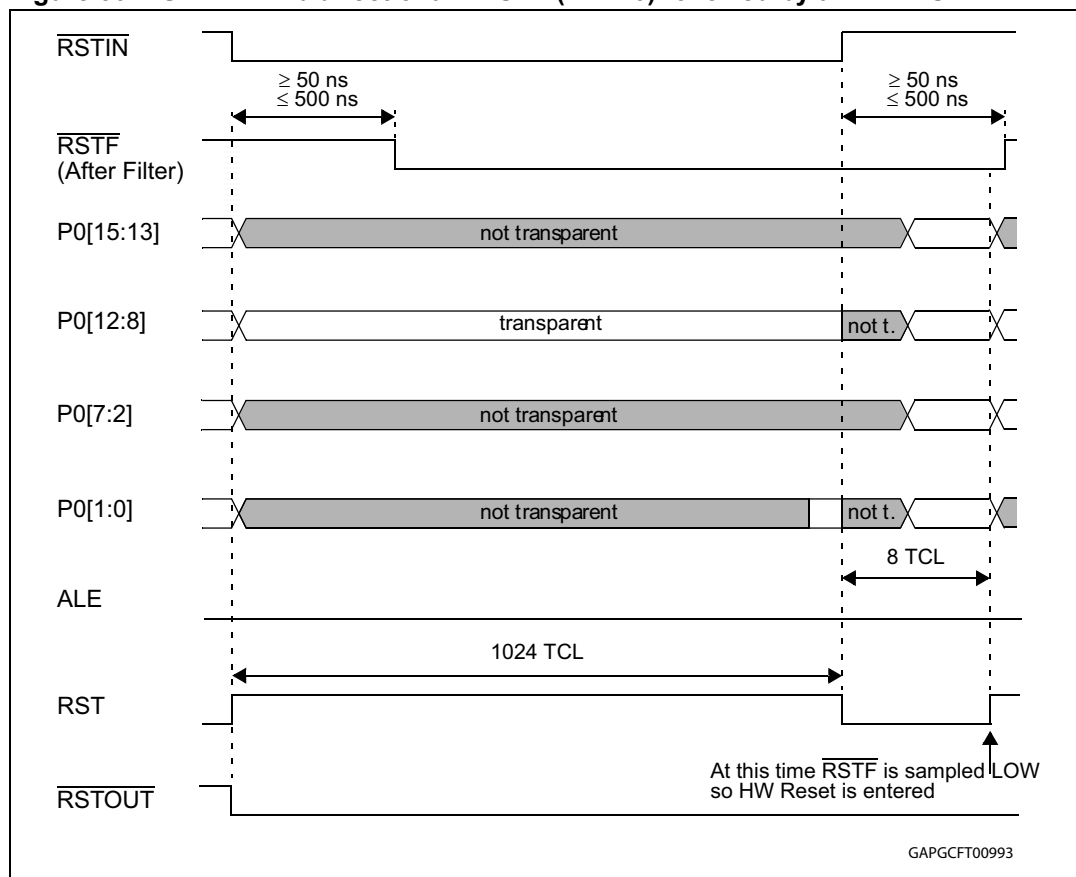 RSTIN
≥ 50 ns
≤ 500 ns
≥ 50 ns
≤ 500 ns
RSTF
(After Filter)
P0[15:13]
not transparent
P0[12:8]
transparent
not t.
P0[7:2]
not transparent
P0[1:0]
not transparent
not t.
8 TCL
ALE
1024 TCL
RST
At this time RSTF is sampled LOW
so HW Reset is entered
RSTOUT
GAPGCFT00993